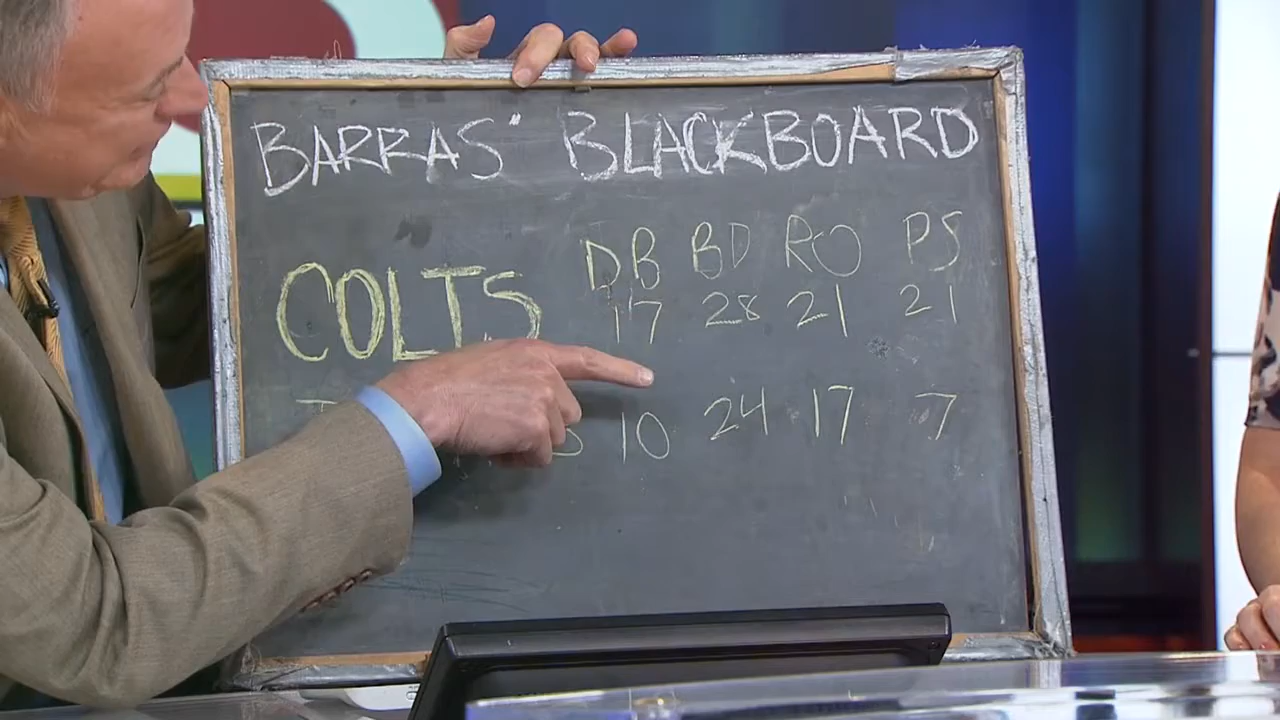 BARRAS' BLACKBOARD
DB BD RO PS
COLTS 17 28 21 21
10 24 17 7